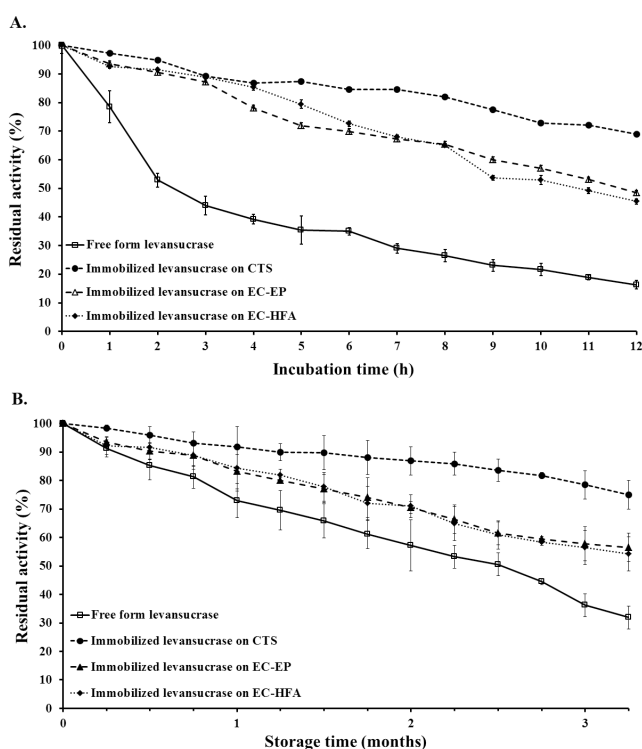 A.
100
90
80
70
60
50
40
30
20
10
0
Residual activity (%)
Free form levansucrase
Immobilized levansucrase on CTS
Immobilized levansucrase on EC-EP
Immobilized levansucrase on EC-HFA
0 1 2 3 4 5 6 7 8 9 10 11 12
Incubation time (h)
B.
100
90
80
70
60
50
40
30
20
10
0
Residual activity (%)
Free form levansucrase
Immobilized levansucrase on CTS
Immobilized levansucrase on EC-EP
Immobilized levansucrase on EC-HFA
0 1 2 3
Storage time (months)